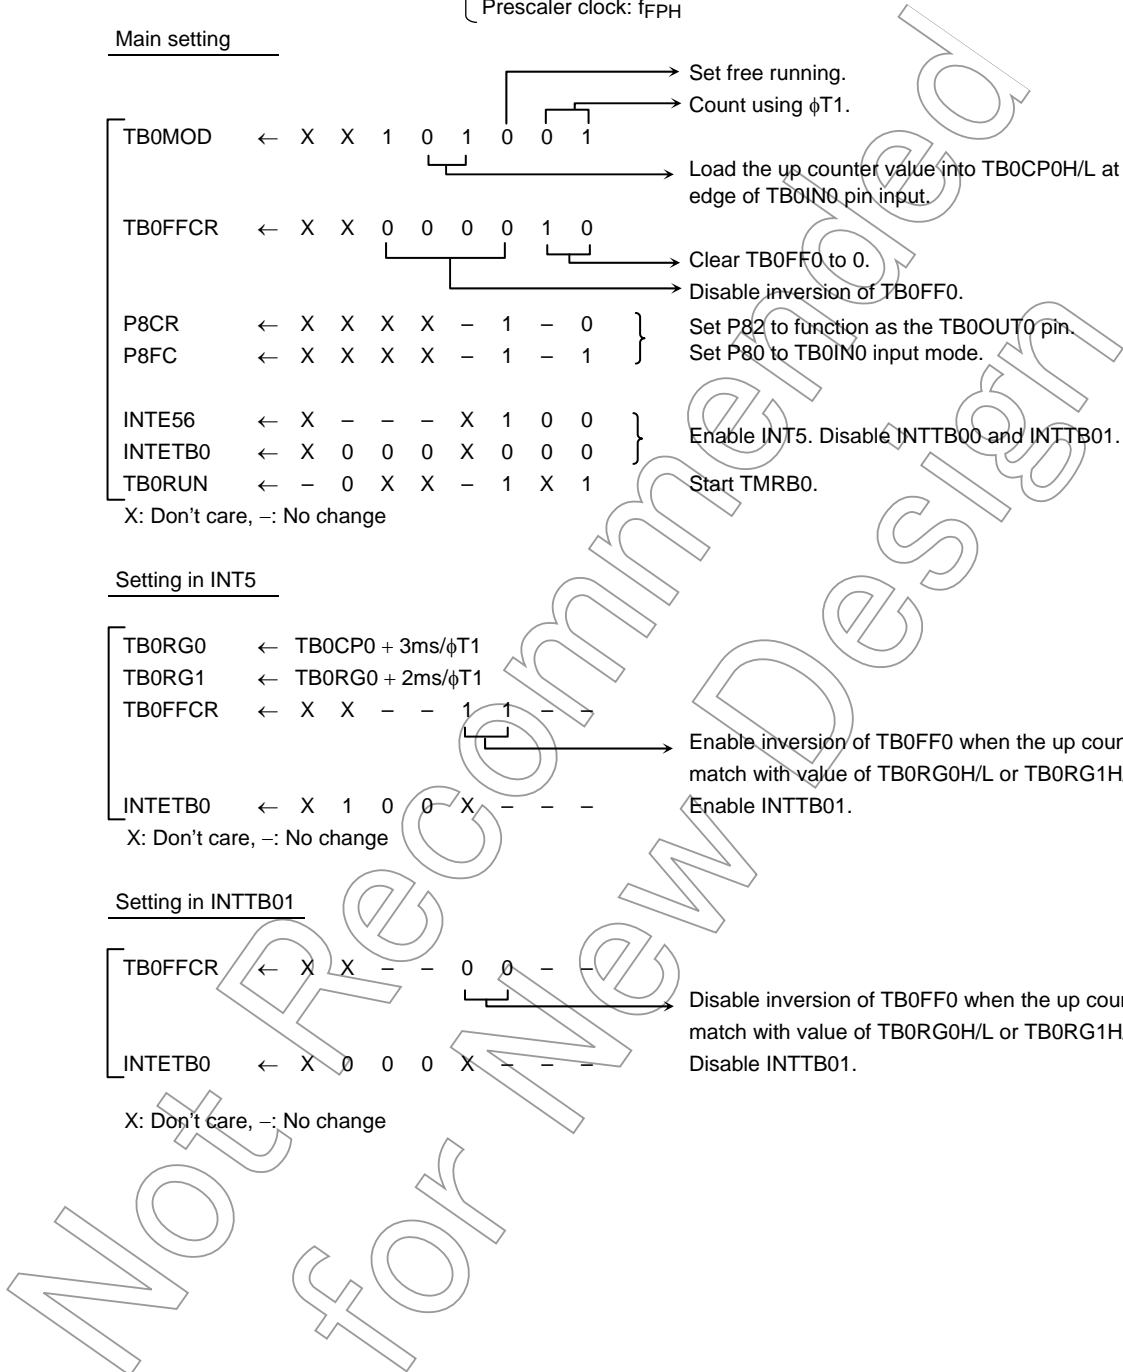 Prescaler clock: fFPH
Main setting
Set free running.
Count using φT1.
TB0MOD ← X X 1 0 1 0 0 1
Load the up counter value into TB0CP0H/L at
edge of TB0IN0 pin input.
TB0FFCR ← X X 0 0 0 0 1 0
Clear TB0FF0 to 0.
Disable inversion of TB0FF0.
P8CR ← X X X X – 1 – 0
Set P82 to function as the TB0OUT0 pin.
P8FC ← X X X X – 1 – 1
Set P80 to TB0IN0 input mode.
INTE56 ← X – – – X 1 0 0
Enable INT5. Disable INTTB00 and INTTB01.
INTETB0 ← X 0 0 0 X 0 0 0
TB0RUN ← – 0 X X – 1 X 1 Start TMRB0.
X: Don't care, –: No change
Setting in INT5
TB0RG0 ← TB0CP0 + 3ms/φT1
TB0RG1 ← TB0RG0 + 2ms/φT1
TB0FFCR ← X X – – 1 1 – –
Enable inversion of TB0FF0 when the up coun
match with value of TB0RG0H/L or TB0RG1H/
INTETB0 ← X 1 0 0 X – – – Enable INTTB01.
X: Don't care, –: No change
Setting in INTTB01
TB0FFCR ← X X – – 0 0 – –
Disable inversion of TB0FF0 when the up coun
match with value of TB0RG0H/L or TB0RG1H/
INTETB0 ← X 0 0 0 X – – – Disable INTTB01.
X: Don't care, –: No change
Not Recommended
for New Design